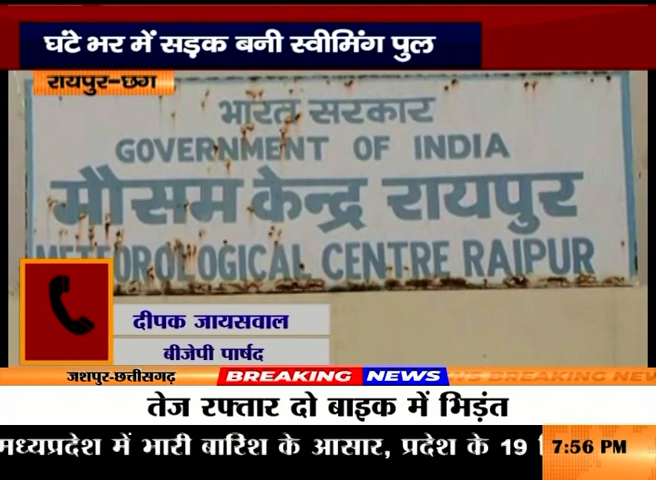 घंटे भर में सड़क बनी स्वीमिंग पुल
रायपुर-छग
भारत सरकार
GOVERNMENT OF INDIA
मौसम केन्द्र रायपुर
METEOROLOGICAL CENTRE RAIPUR
दीपक जायसवाल
बीजेपी पार्षद
जशपुर-छत्तीसगढ़
BREAKING NEWS
तेज रफ्तार दो बाइक में भिड़ंत
मध्यप्रदेश में भारी बारिश के आसार, प्रदेश के 19
7:56 PM